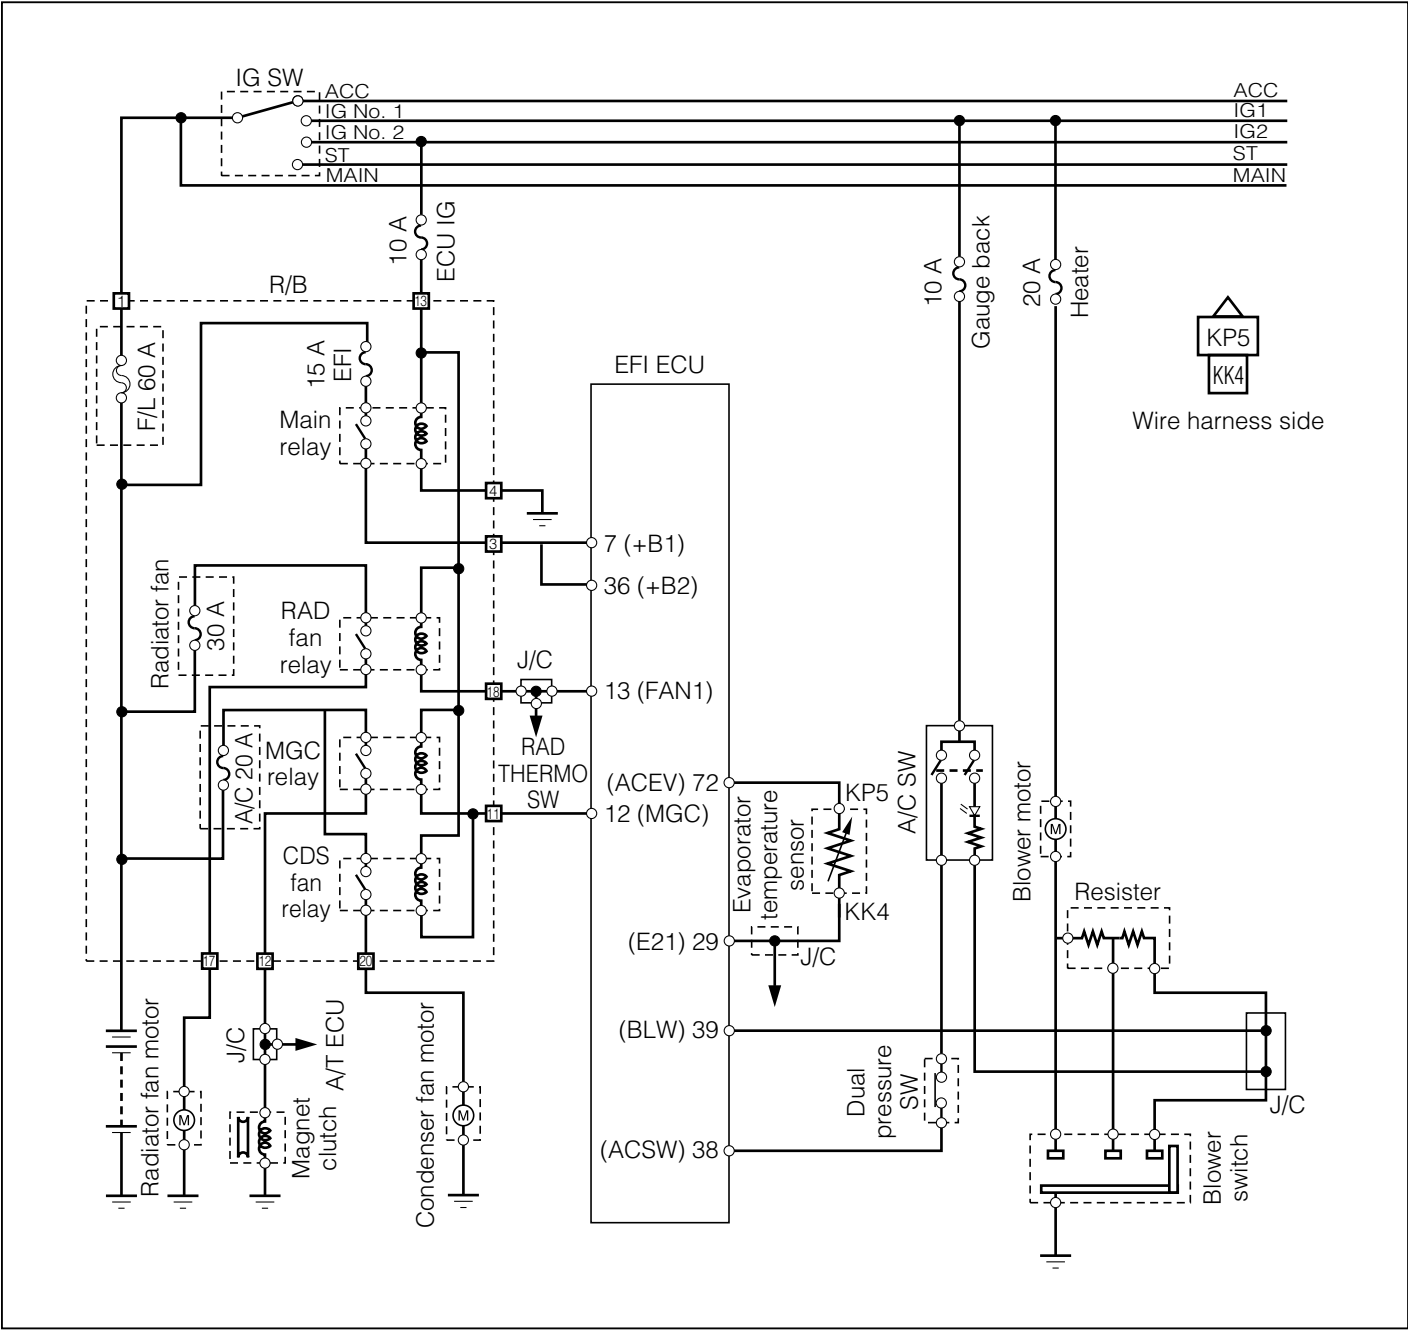 IG SW
ACC
ACC
IG No. 1
IG1
IG No. 2
IG2
ST
ST
MAIN
MAIN
10 A
ECU IG
10 A
Gauge back
20 A
Heater
R/B
1
13
F/L 60 A
15 A
EFI
EFI ECU
KP5
KK4
Wire harness side
Main
relay
4
3
7 (+B1)
36 (+B2)
Radiator fan
30 A
RAD
fan
relay
J/C
18
13 (FAN1)
RAD
THERMO
SW
A/C 20 A
MGC
relay
11
(ACEV) 72
12 (MGC)
KP5
Evaporator
temperature
sensor
KK4
A/C SW
Blower motor
M
CDS
fan
relay
Resister
(E21) 29
J/C
17
12
20
(BLW) 39
J/C
Radiator fan motor
M
J/C
A/T ECU
Magnet
clutch
Condenser fan motor
M
Dual
pressure
SW
(ACSW) 38
Blower
switch